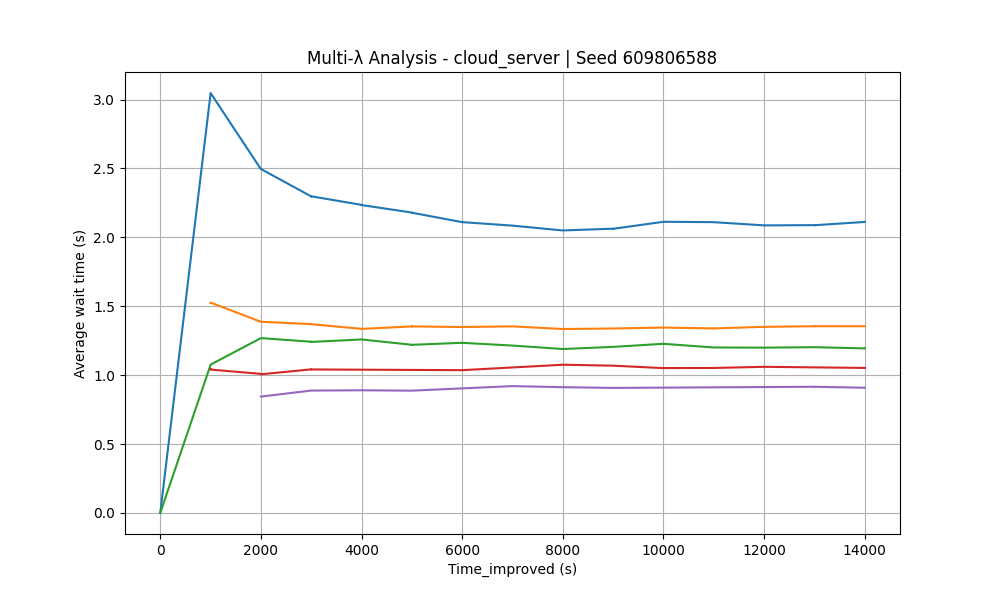 Multi-λ Analysis - cloud_server | Seed 609806588
3.0
2.5
2.0
1.5
1.0
0.5
0.0
Average wait time (s)
0 2000 4000 6000 8000 10000 12000 14000
Time_improved (s)